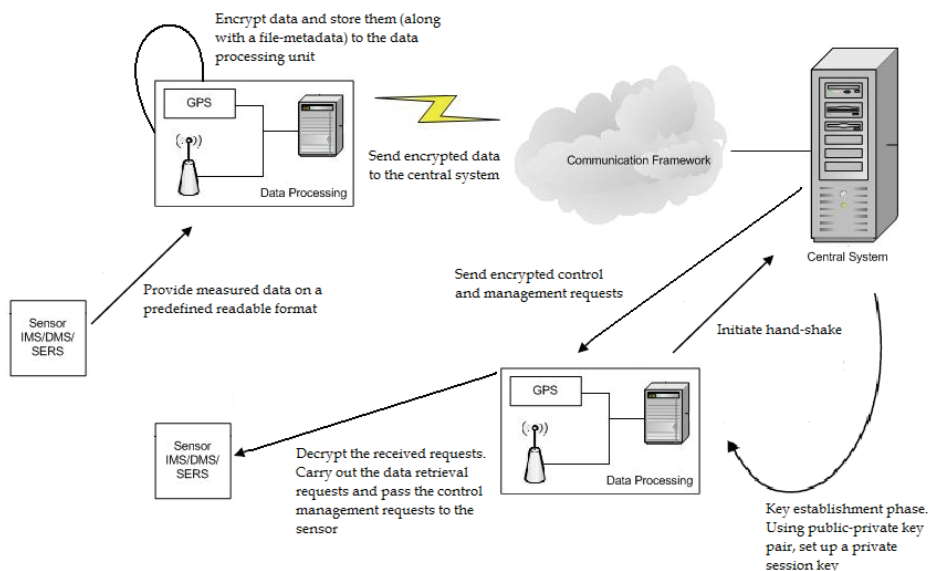 Encrypt data and store them (along
with a file-metadata) to the data
processing unit
GPS
Data Processing
Send encrypted data
to the central system
Communication Framework
Central System
Provide measured data on a
predefined readable format
Sensor
IMS/DMS/
SERS
Send encrypted control
and management requests
Initiate hand-shake
GPS
Data Processing
Sensor
IMS/DMS/
SERS
Decrypt the received requests.
Carry out the data retrieval
requests and pass the control
management requests to the
sensor
Key establishment phase.
Using public-private key
pair, set up a private
session key